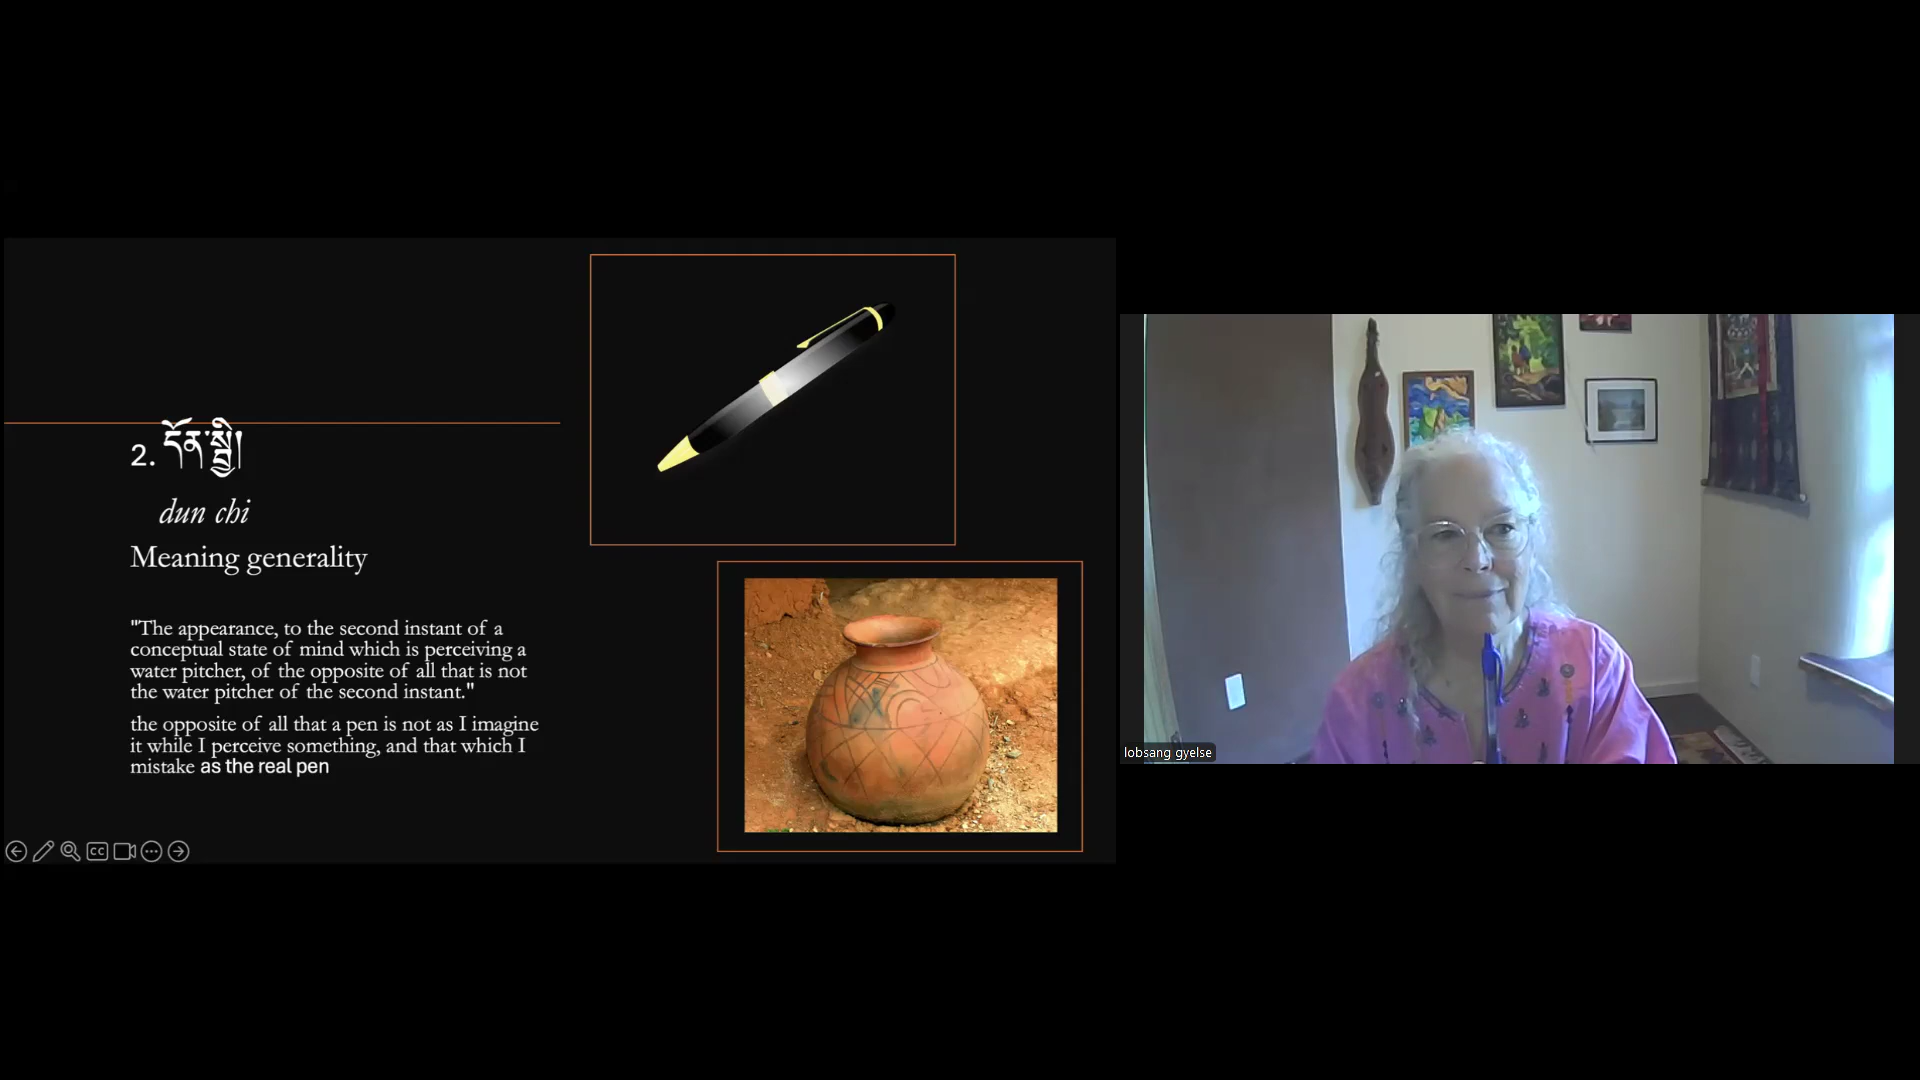 2. དོན་སྤྱི།
dun chi
Meaning generality
"The appearance, to the second instant of a
conceptual state of mind which is perceiving a
water pitcher, of the opposite of all that is not
the water pitcher of the second instant."
the opposite of all that a pen is not as I imagine
it while I perceive something, and that which I
mistake as the real pen
CC
lobsang gyelse